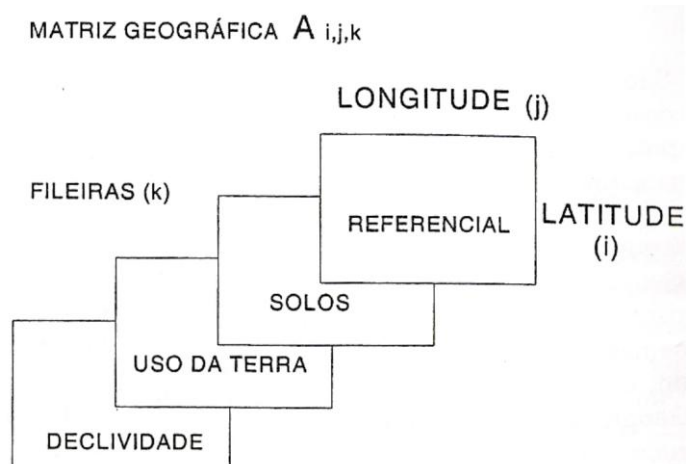 MATRIZ GEOGRÁFICA A i,j,k
LONGITUDE (j)
FILEIRAS (k)
REFERENCIAL
LATITUDE
(i)
SOLOS
USO DA TERRA
DECLIVIDADE